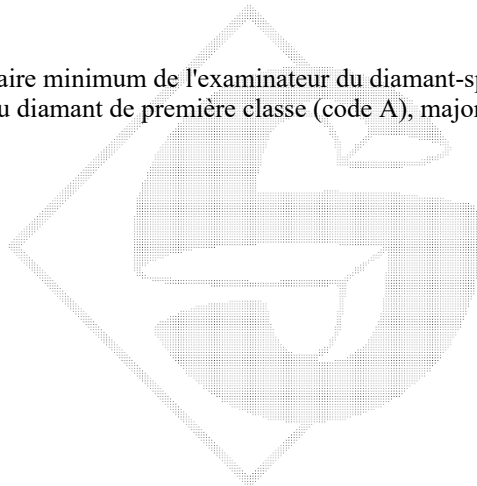 aire minimum de l'examinateur du diamant-sp
u diamant de première classe (code A), major